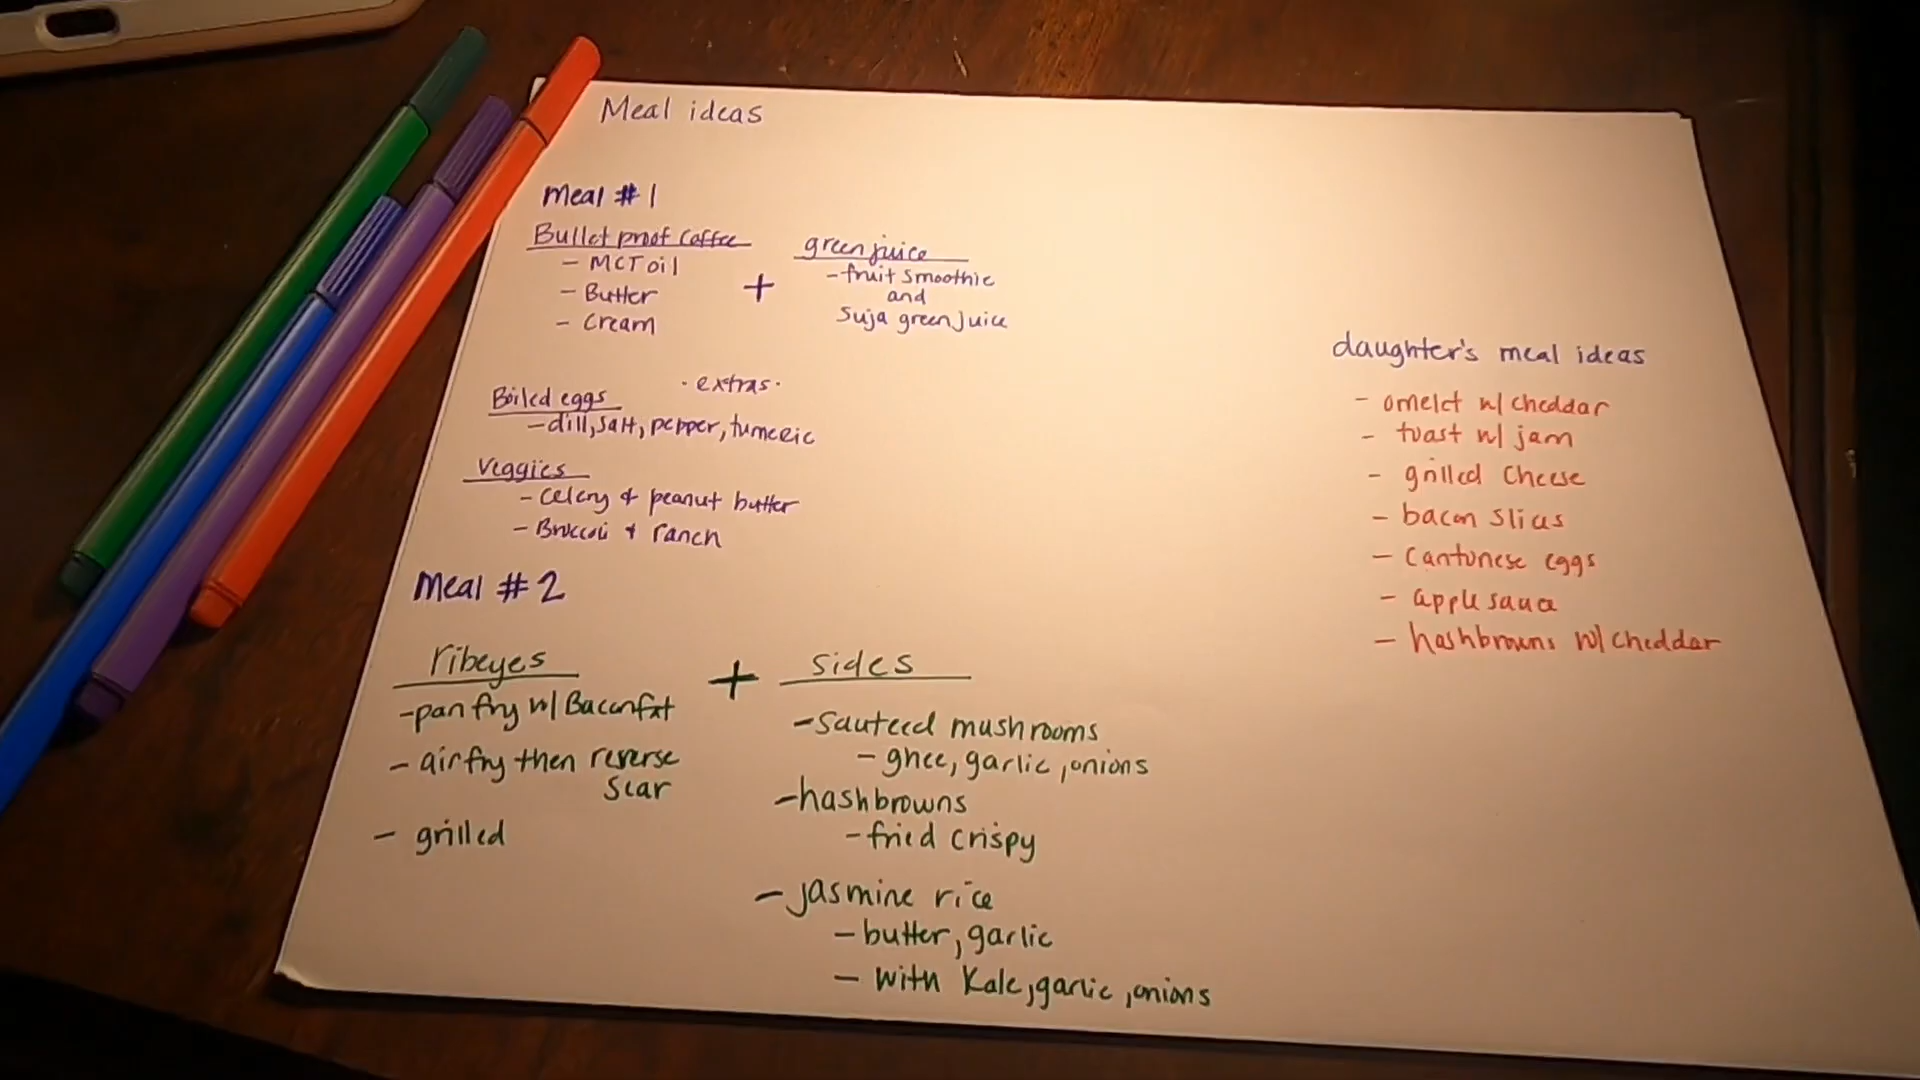 Meal ideas
Meal #1
Bullet proof Coffee
- MCT oil
- Butter
- Cream
+
green juice
- fruit smoothie
and
Suja green juice
· extras ·
Boiled eggs
- dill, salt, pepper, tumeric
Veggies
- Celery & peanut butter
- Broccoli & ranch
Meal #2
ribeyes
- pan fry w/ Bacon fat
- airfry then reverse
sear
- grilled
+
sides
- Sauteed mushrooms
- ghee, garlic, onions
- hashbrowns
- fried crispy
- jasmine rice
- butter, garlic
- with Kale, garlic, onions
daughter's meal ideas
- omelet w/ cheddar
- toast w/ jam
- grilled cheese
- bacon slices
- Cantonese eggs
- apple sauce
- hashbrowns w/ cheddar